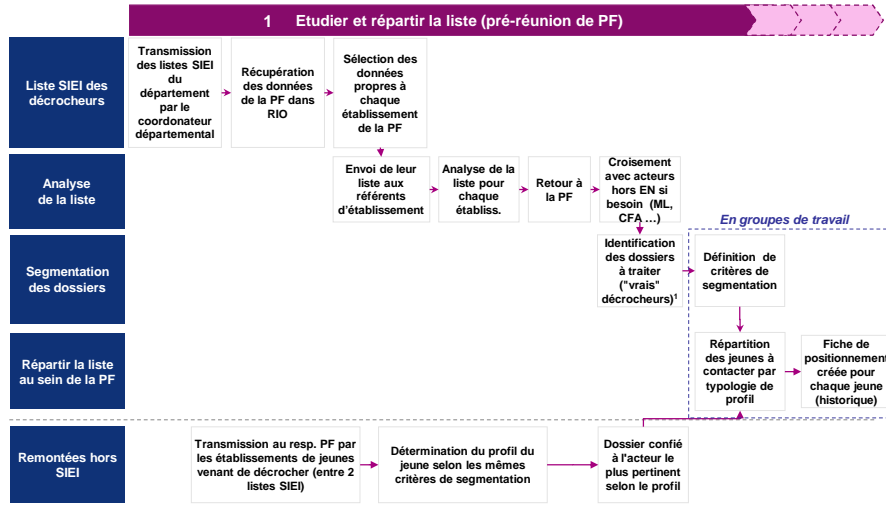 1 Etudier et répartir la liste (pré-réunion de PF)
Liste SIEI des
décrocheurs
Transmission
des listes SIEI
du
département
par le
coordonateur
départemental
Récupération
des données
de la PF dans
RIO
Sélection des
données
propres à
chaque
établissement
de la PF
Analyse
de la liste
Envoi de leur
liste aux
référents
d'établissement
Analyse de la
liste pour
chaque
établiss.
Retour à
la PF
Croisement
avec acteurs
hors EN si
besoin (ML,
CFA …)
En groupes de travail
Segmentation
des dossiers
Identification
des dossiers
à traiter
("vrais"
décrocheurs)¹
Définition de
critères de
segmentation
Répartir la liste
au sein de la PF
Répartition
des jeunes à
contacter par
typologie de
profil
Fiche de
positionnement
créée pour
chaque jeune
(historique)
Remontées hors
SIEI
Transmission au resp. PF par
les établissements de jeunes
venant de décrocher (entre 2
listes SIEI)
Détermination du profil du
jeune selon les mêmes
critères de segmentation
Dossier confié
à l'acteur le
plus pertinent
selon le profil